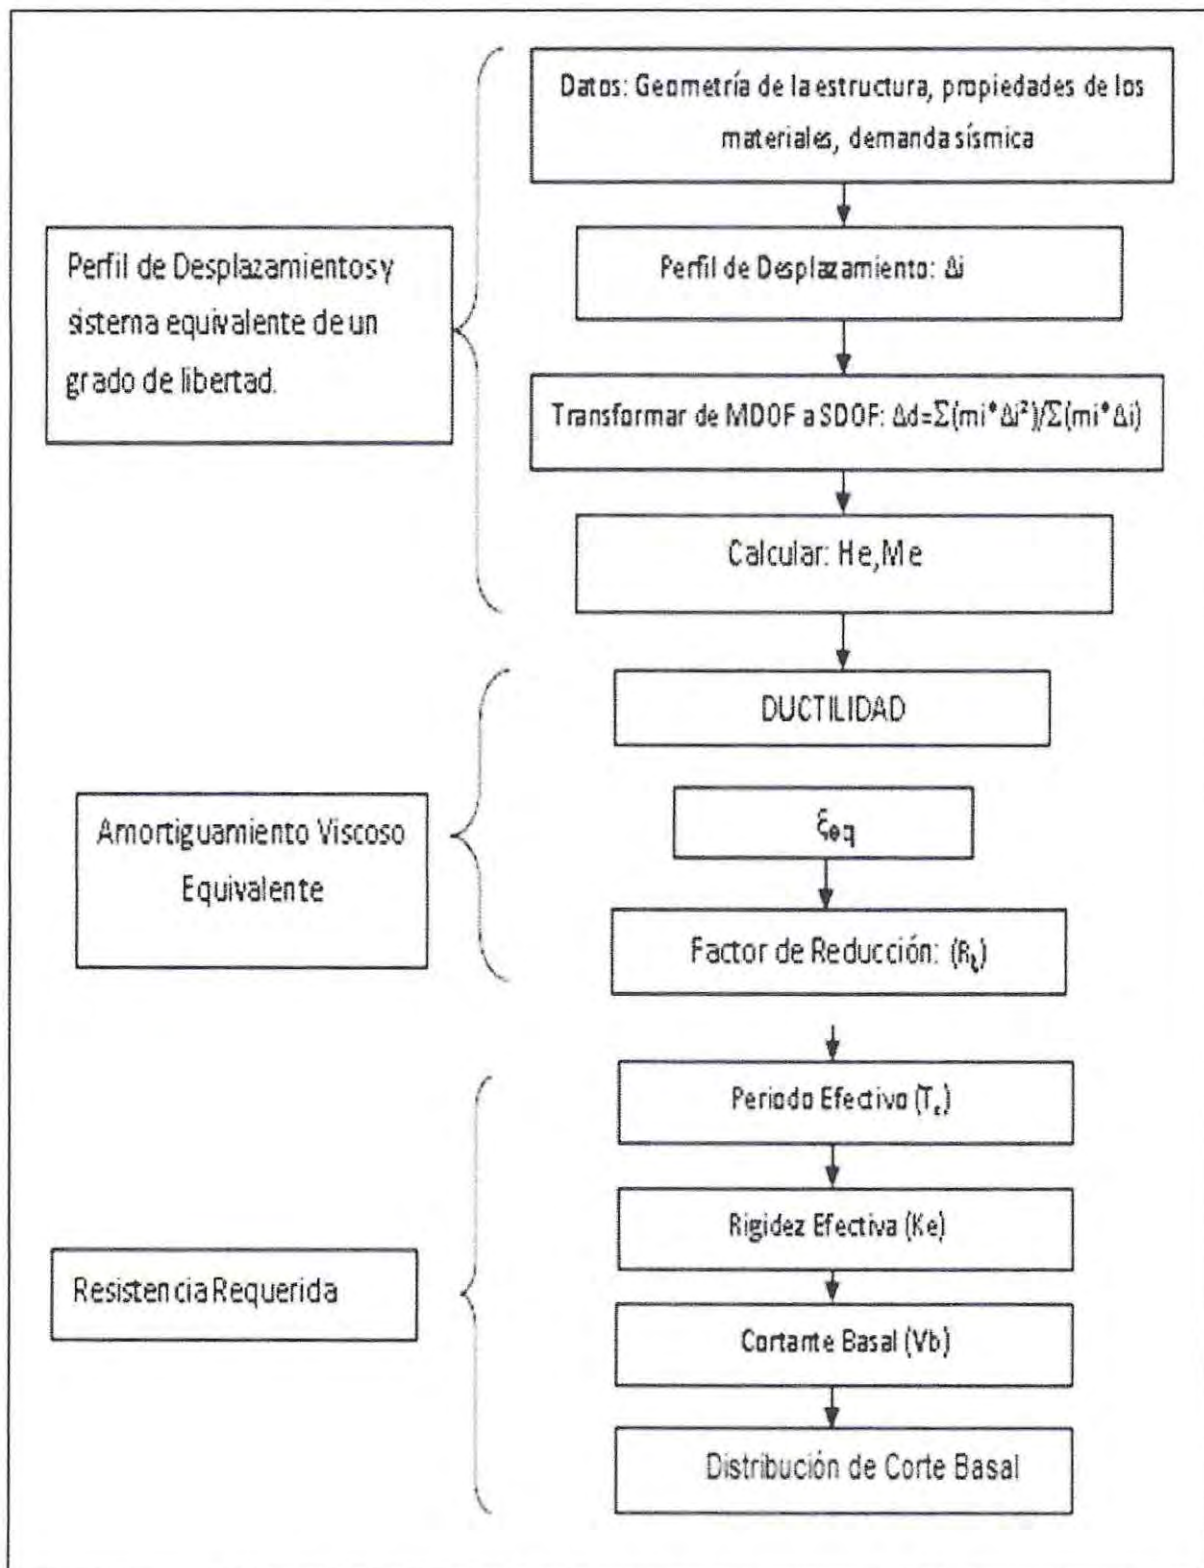 Datos: Geometría de la estructura, propiedades de los
materiales, demanda sísmica
Perfil de Desplazamientos y
sistema equivalente de un
grado de libertad.
Perfil de Desplazamiento: Δi
Transformar de MDOF a SDOF: Δd=Σ(mi*Δi²)/Σ(mi*Δi)
Calcular: He,Me
DUCTILIDAD
Amortiguamiento Viscoso
Equivalente
ξeq
Factor de Reducción: (Rξ)
Periodo Efectivo (Te)
Rigidez Efectiva (Ke)
Resistencia Requerida
Cortante Basal (Vb)
Distribución de Corte Basal